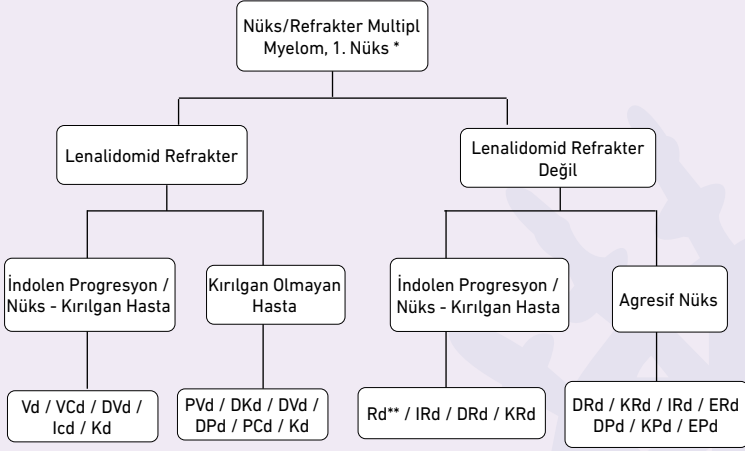 Nüks/Refrakter Multipl
Myelom, 1. Nüks *
Lenalidomid Refrakter
Lenalidomid Refrakter
Değil
İndolen Progresyon /
Nüks - Kırılgan Hasta
Kırılgan Olmayan
Hasta
İndolen Progresyon /
Nüks - Kırılgan Hasta
Agresif Nüks
Vd / VCd / DVd /
Icd / Kd
PVd / DKd / DVd /
DPd / PCd / Kd
Rd** / IRd / DRd / KRd
DRd / KRd / IRd / ERd
DPd / KPd / EPd